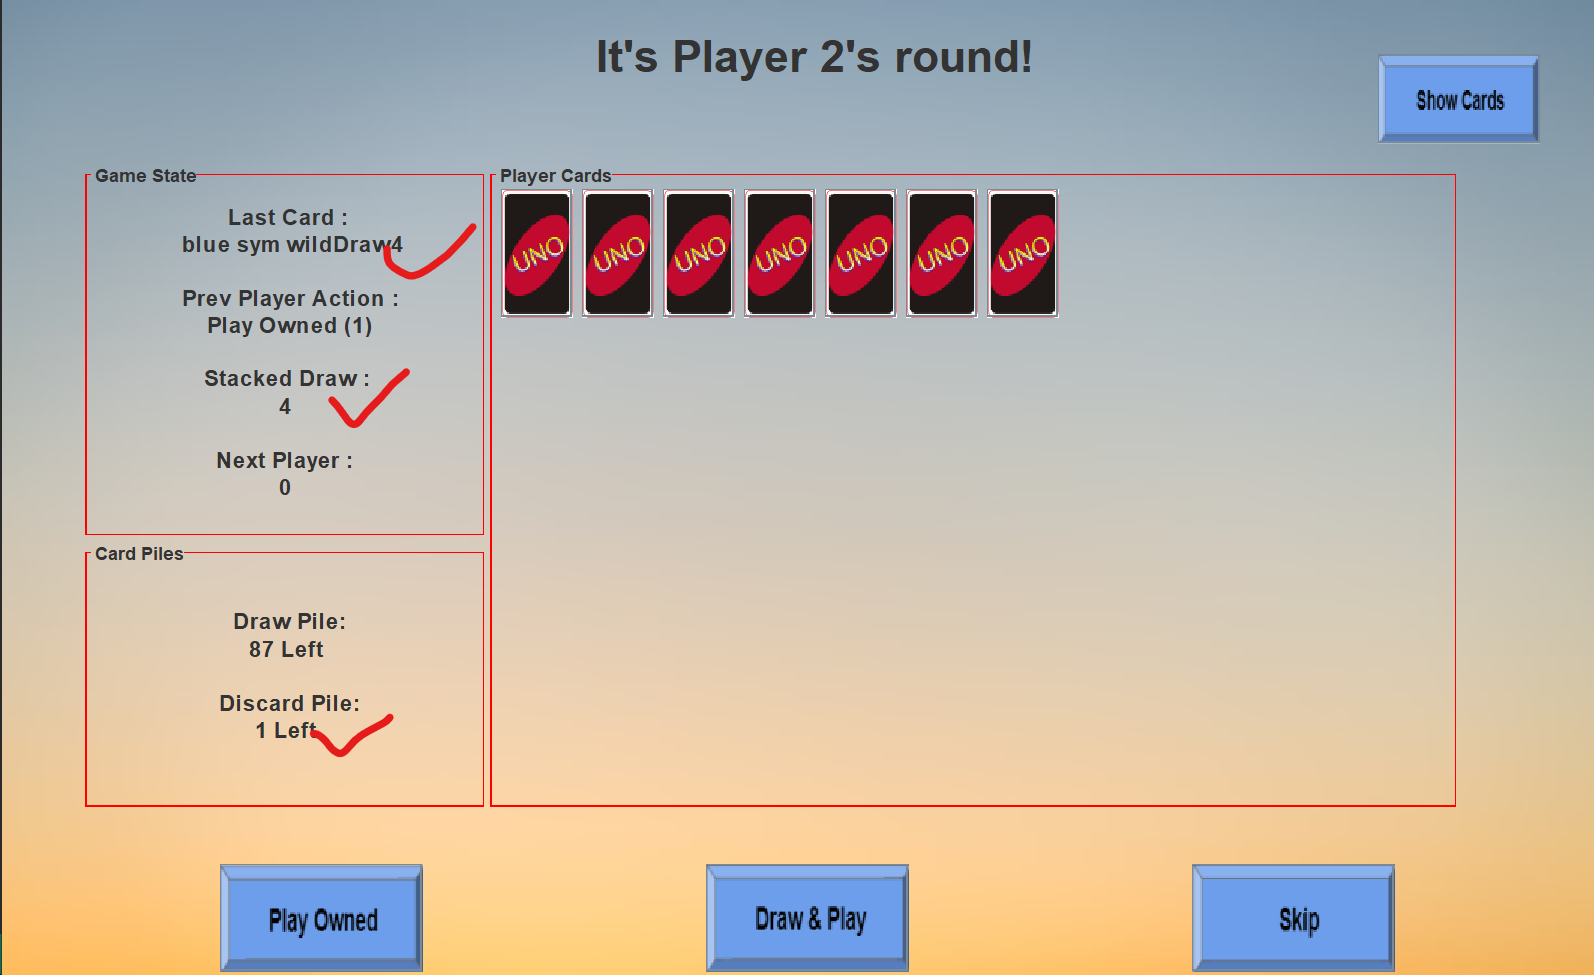 It's Player 2's round!
Show Cards
Game State
Last Card :
blue sym wildDraw4
Prev Player Action :
Play Owned (1)
Stacked Draw :
4
Next Player :
0
Player Cards
UNO
UNO
UNO
UNO
UNO
UNO
UNO
Card Piles
Draw Pile:
87 Left
Discard Pile:
1 Left
Play Owned
Draw & Play
Skip